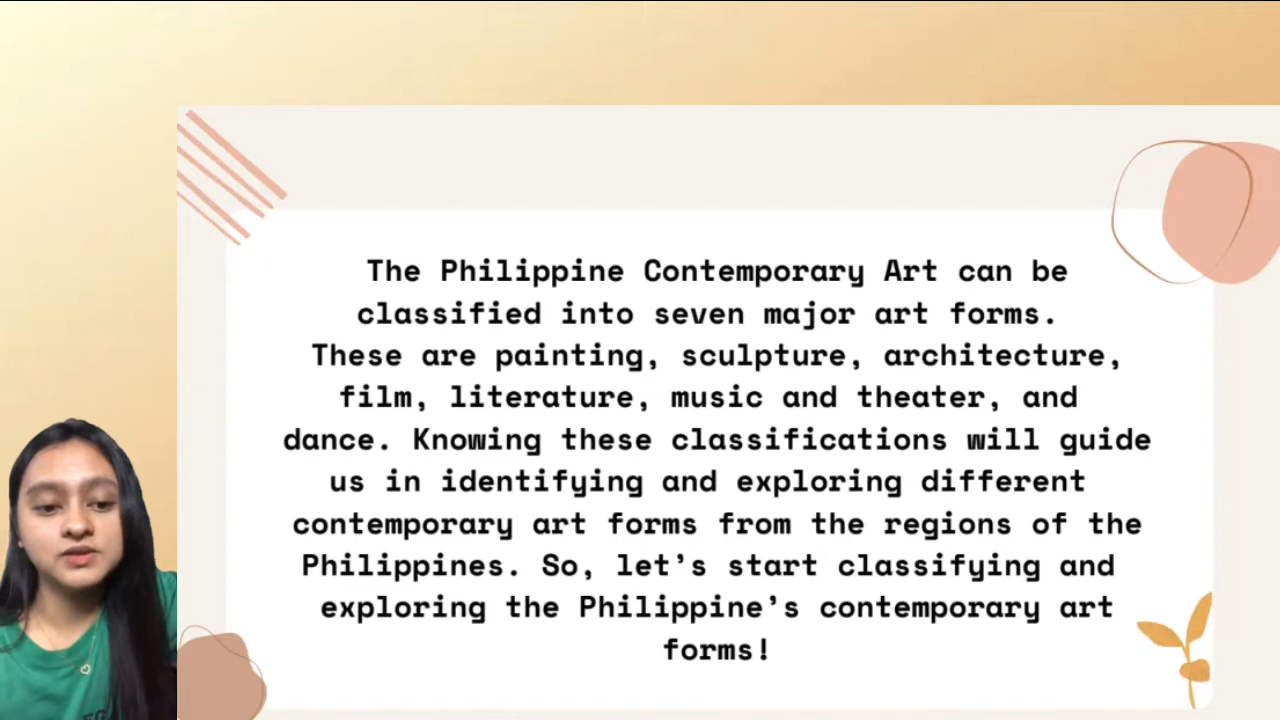 The Philippine Contemporary Art can be
classified into seven major art forms.
These are painting, sculpture, architecture,
film, literature, music and theater, and
dance. Knowing these classifications will guide
us in identifying and exploring different
contemporary art forms from the regions of the
Philippines. So, let's start classifying and
exploring the Philippine's contemporary art
forms!